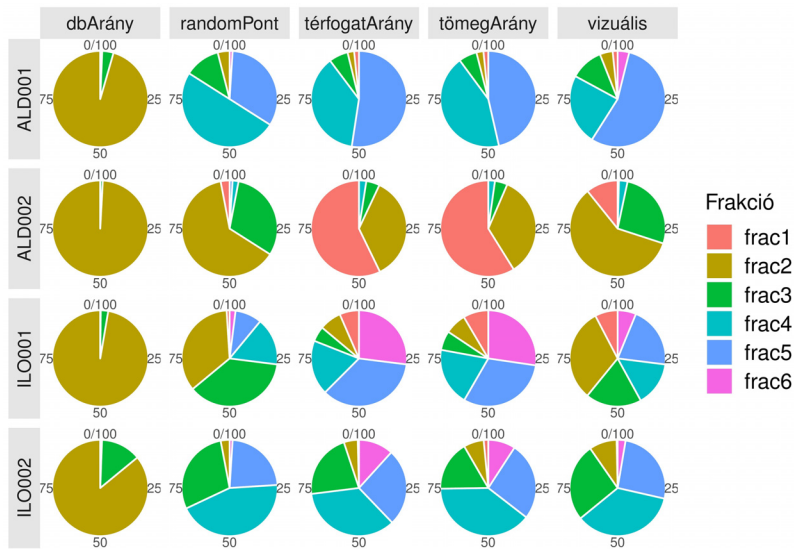 dbArány randomPont térfogatArány tömegArány vizuális
0/100 0/100 0/100 0/100 0/100
ALD001 75 25 75 25 75 25 75 25 75 25
50 50 50 50 50
0/100 0/100 0/100 0/100 0/100
ALD002 75 25 75 25 75 25 75 25 75 25
50 50 50 50 50
0/100 0/100 0/100 0/100 0/100
ILO001 75 25 75 25 75 25 75 25 75 25
50 50 50 50 50
0/100 0/100 0/100 0/100 0/100
ILO002 75 25 75 25 75 25 75 25 75 25
50 50 50 50 50
Frakció
frac1
frac2
frac3
frac4
frac5
frac6